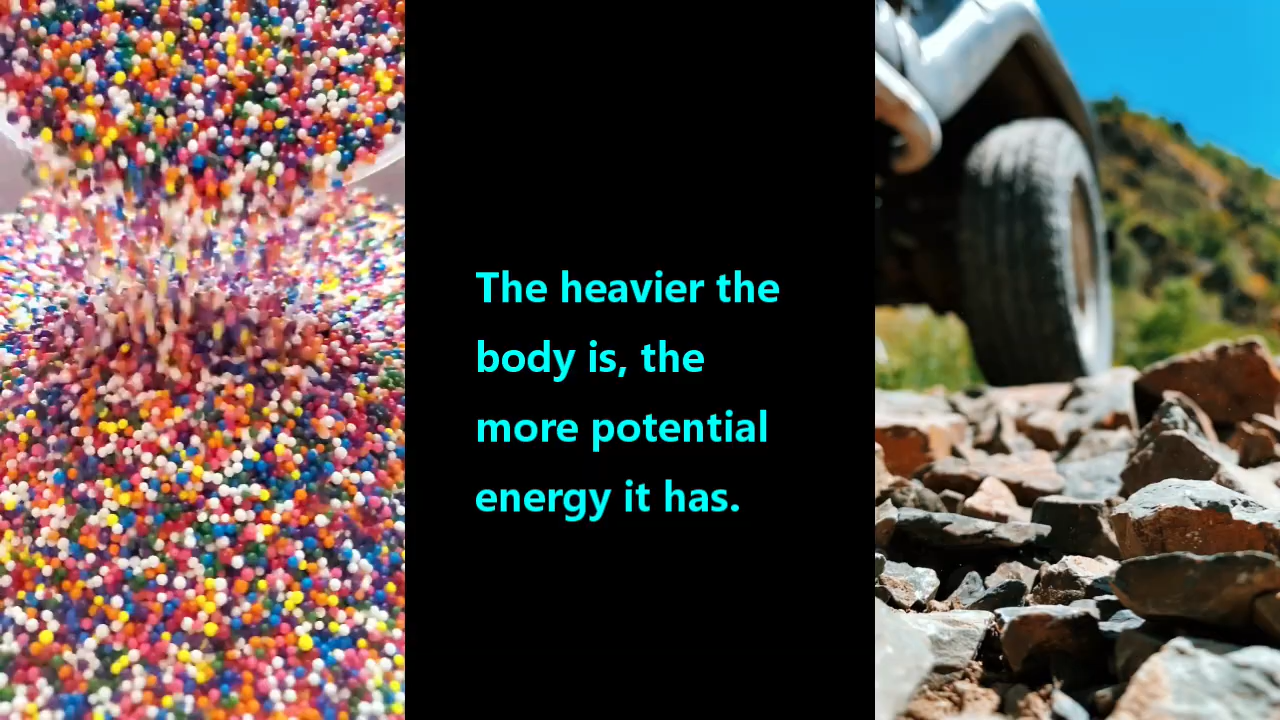 The heavier the
body is, the
more potential
energy it has.